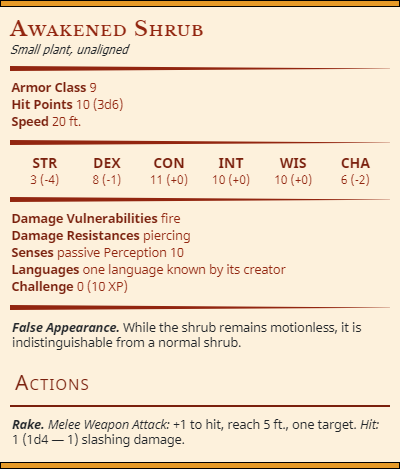 Awakened Shrub
Small plant, unaligned
Armor Class 9
Hit Points 10 (3d6)
Speed 20 ft.
STR DEX CON INT WIS CHA
3 (-4) 8 (-1) 11 (+0) 10 (+0) 10 (+0) 6 (-2)
Damage Vulnerabilities fire
Damage Resistances piercing
Senses passive Perception 10
Languages one language known by its creator
Challenge 0 (10 XP)
False Appearance. While the shrub remains motionless, it is
indistinguishable from a normal shrub.
Actions
Rake. Melee Weapon Attack: +1 to hit, reach 5 ft., one target. Hit:
1 (1d4 — 1) slashing damage.